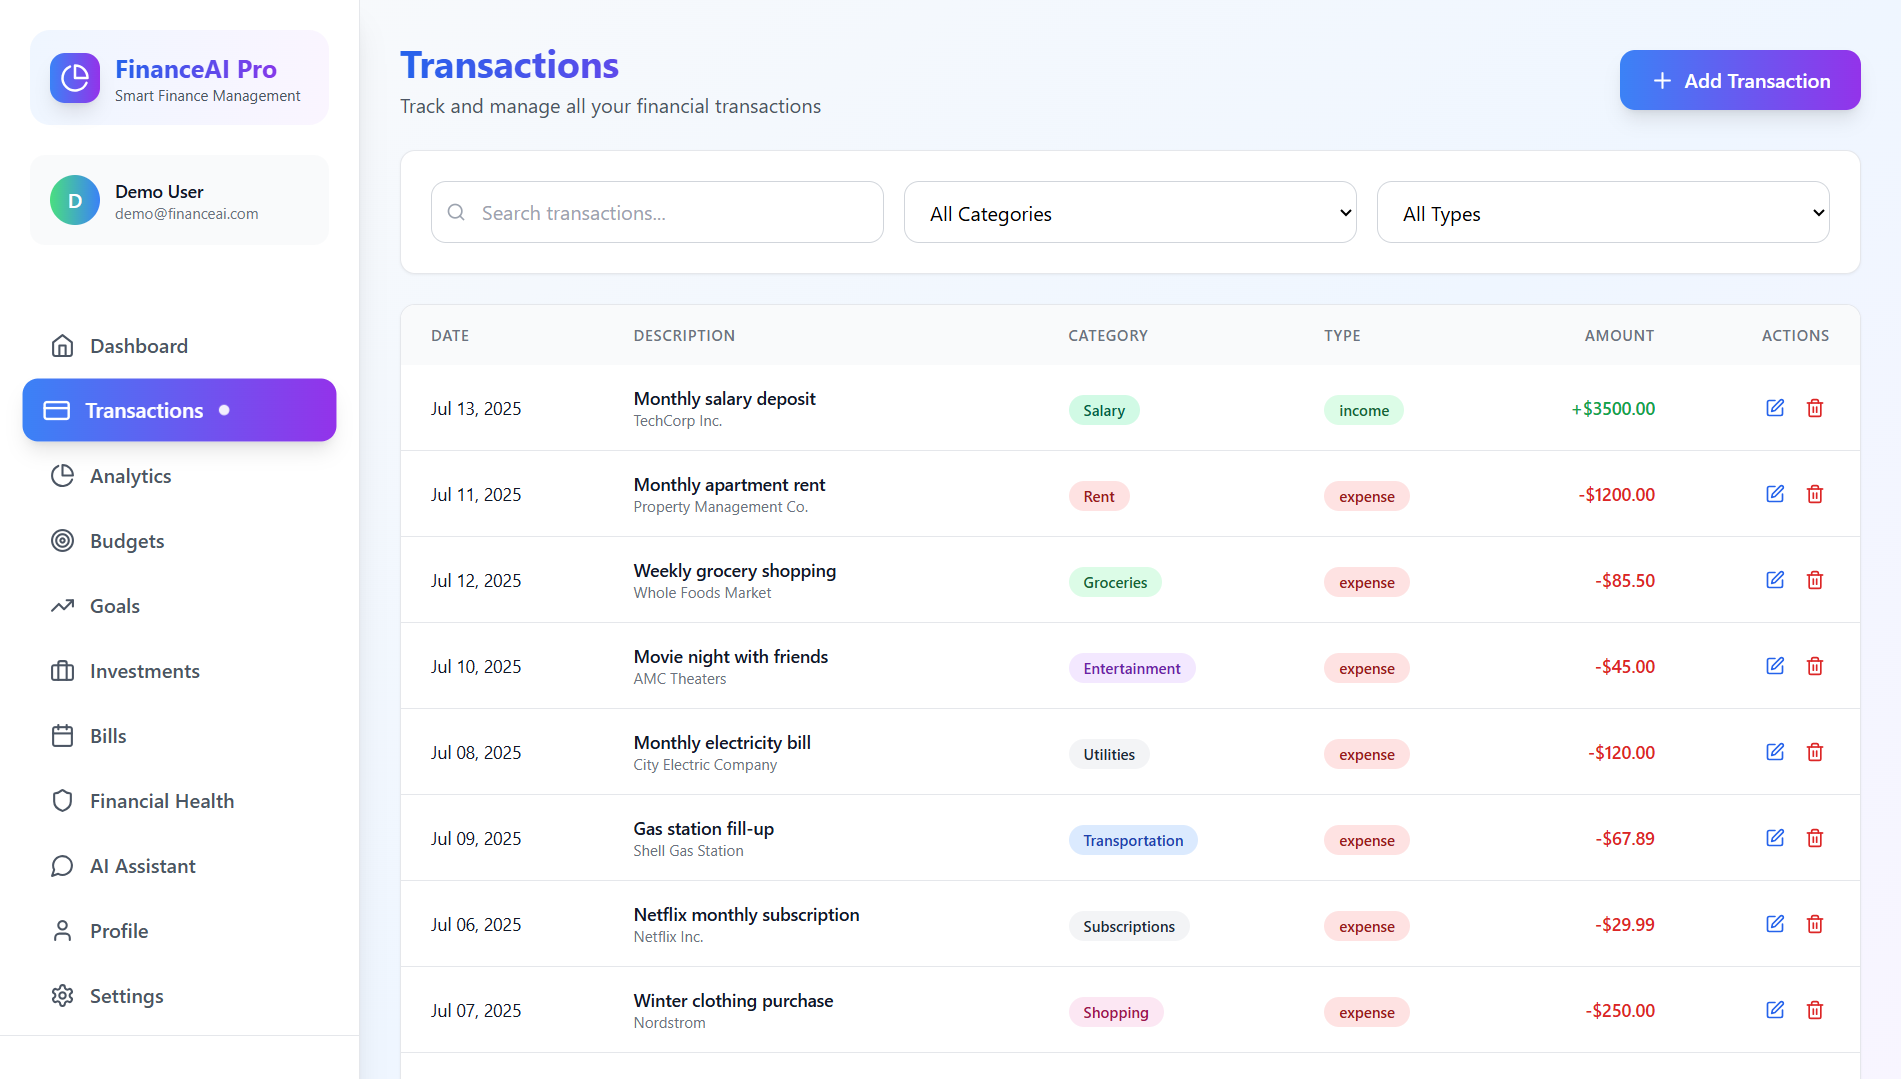 FinanceAI Pro
Smart Finance Management
D
Demo User
demo@financeai.com
Dashboard
Transactions
Analytics
Budgets
Goals
Investments
Bills
Financial Health
AI Assistant
Profile
Settings
Transactions
Track and manage all your financial transactions
Add Transaction
Search transactions...
All Categories
All Types
DATE DESCRIPTION CATEGORY TYPE AMOUNT ACTIONS
Jul 13, 2025 Monthly salary deposit Salary income +$3500.00
TechCorp Inc.
Jul 11, 2025 Monthly apartment rent Rent expense -$1200.00
Property Management Co.
Jul 12, 2025 Weekly grocery shopping Groceries expense -$85.50
Whole Foods Market
Jul 10, 2025 Movie night with friends Entertainment expense -$45.00
AMC Theaters
Jul 08, 2025 Monthly electricity bill Utilities expense -$120.00
City Electric Company
Jul 09, 2025 Gas station fill-up Transportation expense -$67.89
Shell Gas Station
Jul 06, 2025 Netflix monthly subscription Subscriptions expense -$29.99
Netflix Inc.
Jul 07, 2025 Winter clothing purchase Shopping expense -$250.00
Nordstrom